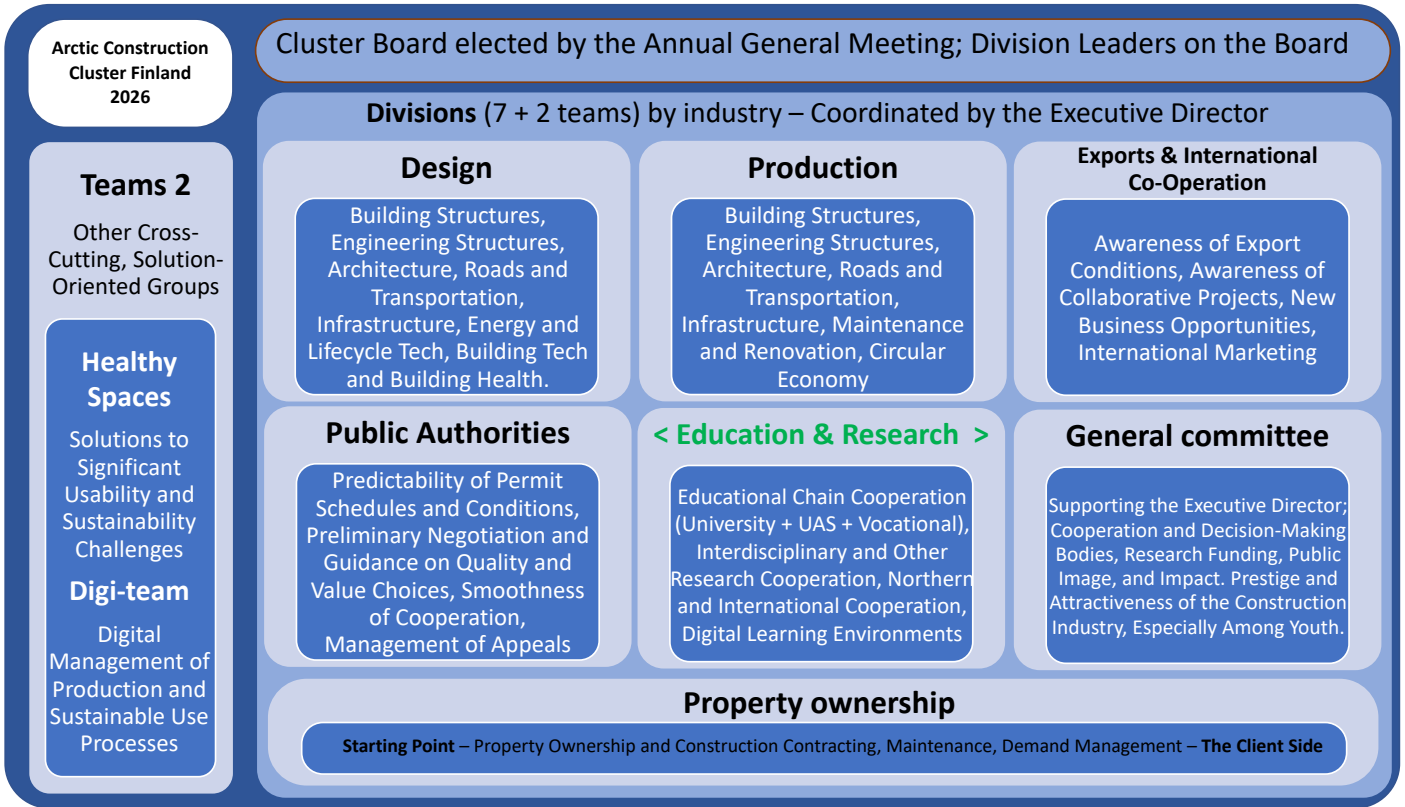 Arctic Construction
Cluster Finland
2026
Cluster Board elected by the Annual General Meeting; Division Leaders on the Board
Divisions (7 + 2 teams) by industry – Coordinated by the Executive Director
Teams 2
Other Cross-
Cutting, Solution-
Oriented Groups
Healthy
Spaces
Solutions to
Significant
Usability and
Sustainability
Challenges
Digi-team
Digital
Management of
Production and
Sustainable Use
Processes
Design
Building Structures,
Engineering Structures,
Architecture, Roads and
Transportation,
Infrastructure, Energy and
Lifecycle Tech, Building Tech
and Building Health.
Production
Building Structures,
Engineering Structures,
Architecture, Roads and
Transportation,
Infrastructure, Maintenance
and Renovation, Circular
Economy
Exports & International
Co-Operation
Awareness of Export
Conditions, Awareness of
Collaborative Projects, New
Business Opportunities,
International Marketing
Public Authorities
Predictability of Permit
Schedules and Conditions,
Preliminary Negotiation and
Guidance on Quality and
Value Choices, Smoothness
of Cooperation,
Management of Appeals
< Education & Research >
Educational Chain Cooperation
(University + UAS + Vocational),
Interdisciplinary and Other
Research Cooperation, Northern
and International Cooperation,
Digital Learning Environments
General committee
Supporting the Executive Director;
Cooperation and Decision-Making
Bodies, Research Funding, Public
Image, and Impact. Prestige and
Attractiveness of the Construction
Industry, Especially Among Youth.
Property ownership
Starting Point – Property Ownership and Construction Contracting, Maintenance, Demand Management – The Client Side